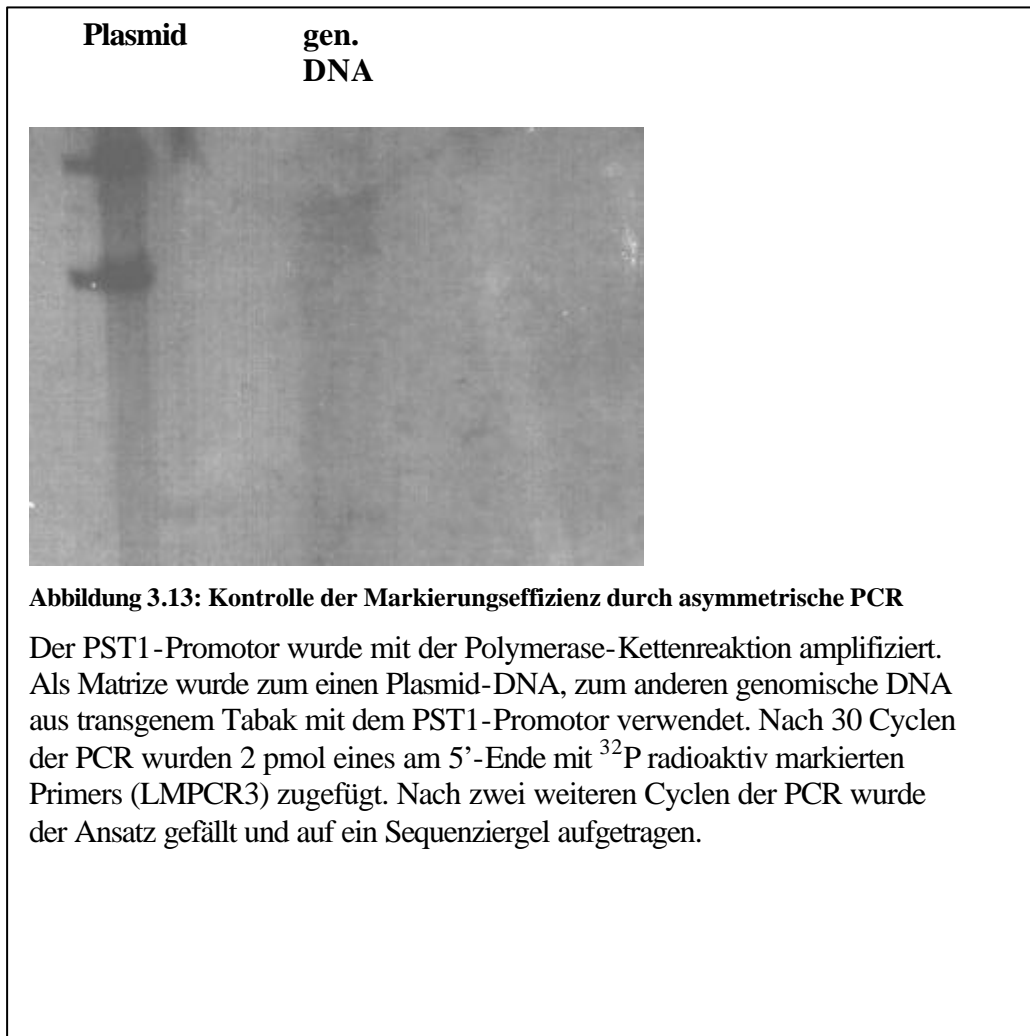 Plasmid gen.
DNA
Abbildung 3.13: Kontrolle der Markierungseffizienz durch asymmetrische PCR
Der PST1-Promotor wurde mit der Polymerase-Kettenreaktion amplifiziert.
Als Matrize wurde zum einen Plasmid-DNA, zum anderen genomische DNA
aus transgenem Tabak mit dem PST1-Promotor verwendet. Nach 30 Cyclen
der PCR wurden 2 pmol eines am 5’-Ende mit ³²P radioaktiv markierten
Primers (LMPCR3) zugefügt. Nach zwei weiteren Cyclen der PCR wurde
der Ansatz gefällt und auf ein Sequenziergel aufgetragen.